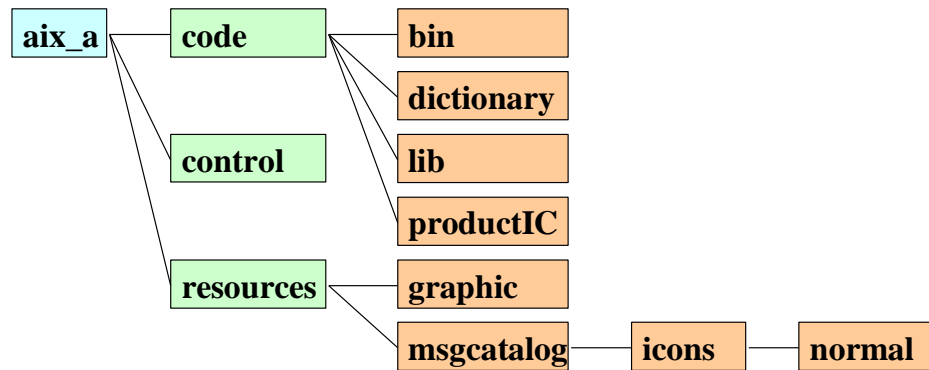 aix_a
code
bin
dictionary
control
lib
productIC
resources
graphic
msgcatalog
icons
normal